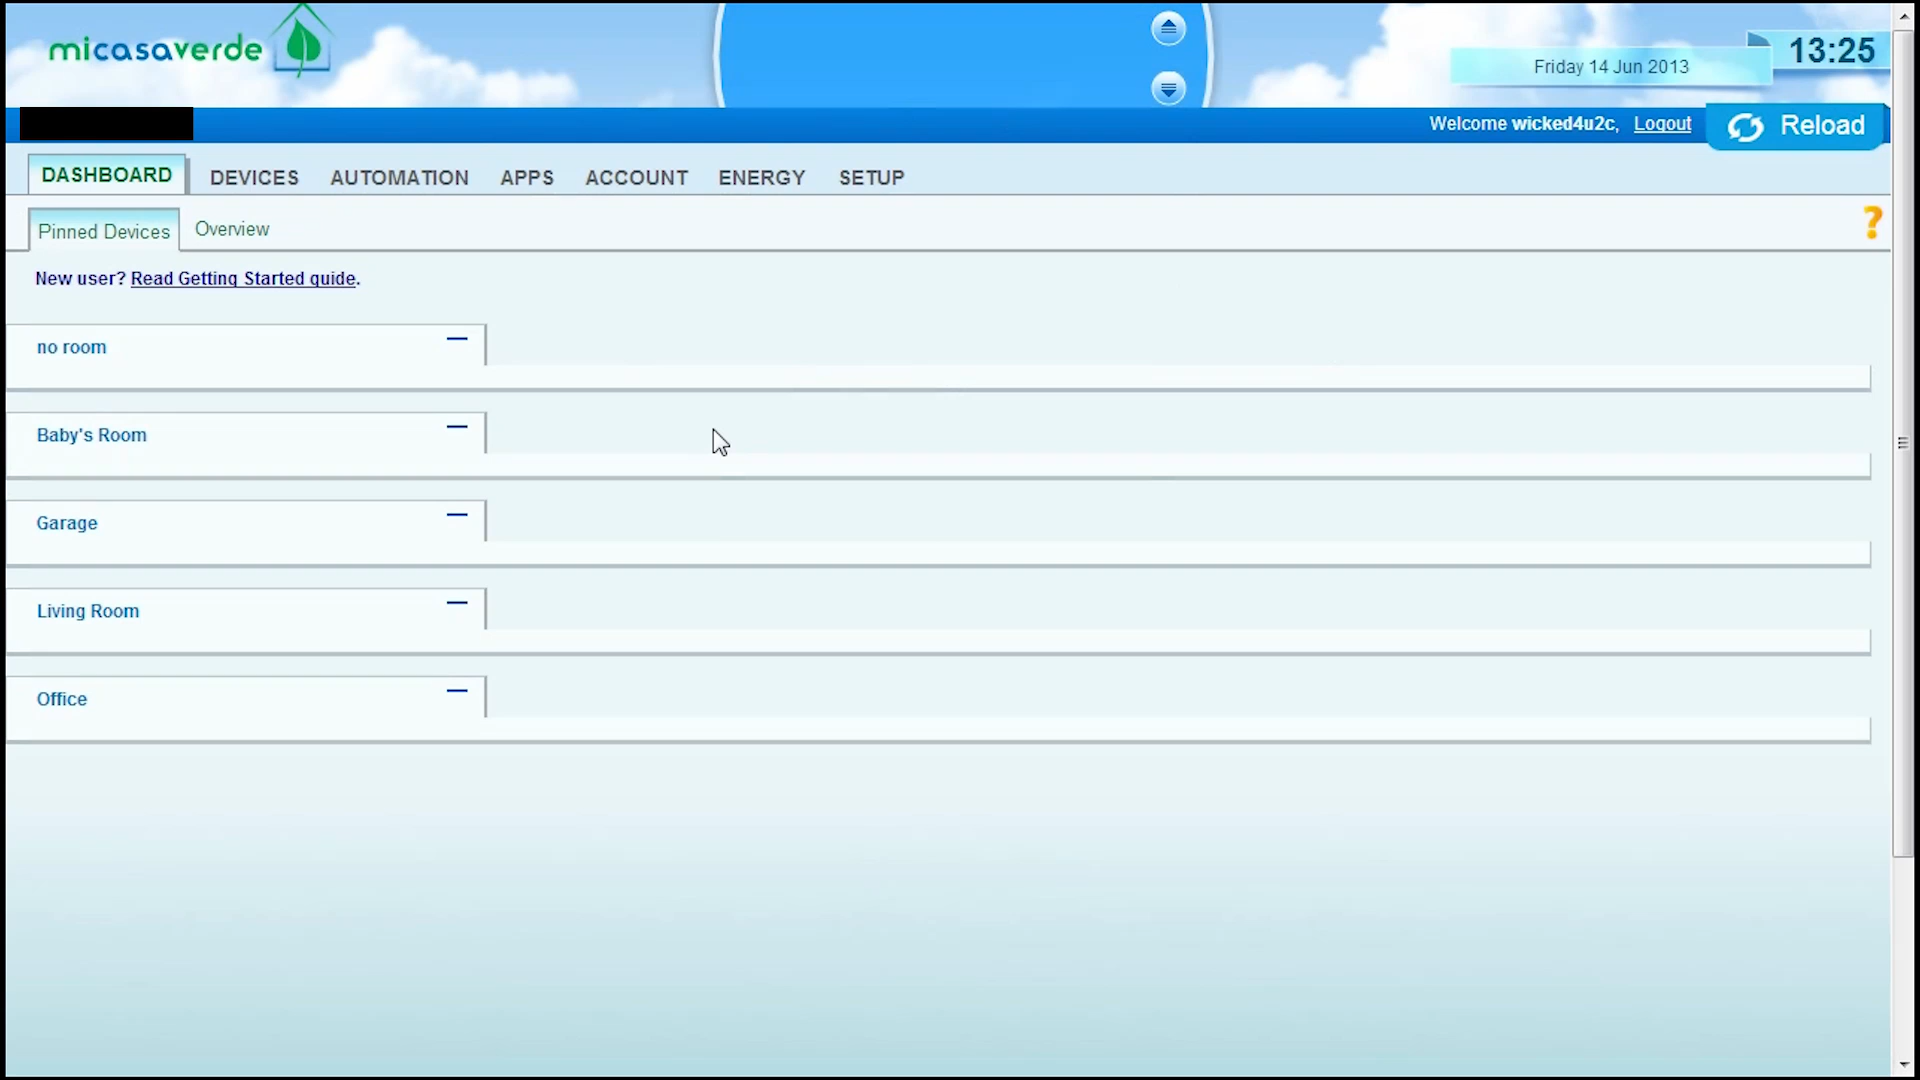 micasaverde
Friday 14 Jun 2013
13:25
Welcome wicked4u2c, Logout
Reload
DASHBOARD DEVICES AUTOMATION APPS ACCOUNT ENERGY SETUP
Pinned Devices Overview
?
New user? Read Getting Started guide.
no room
Baby's Room
Garage
Living Room
Office